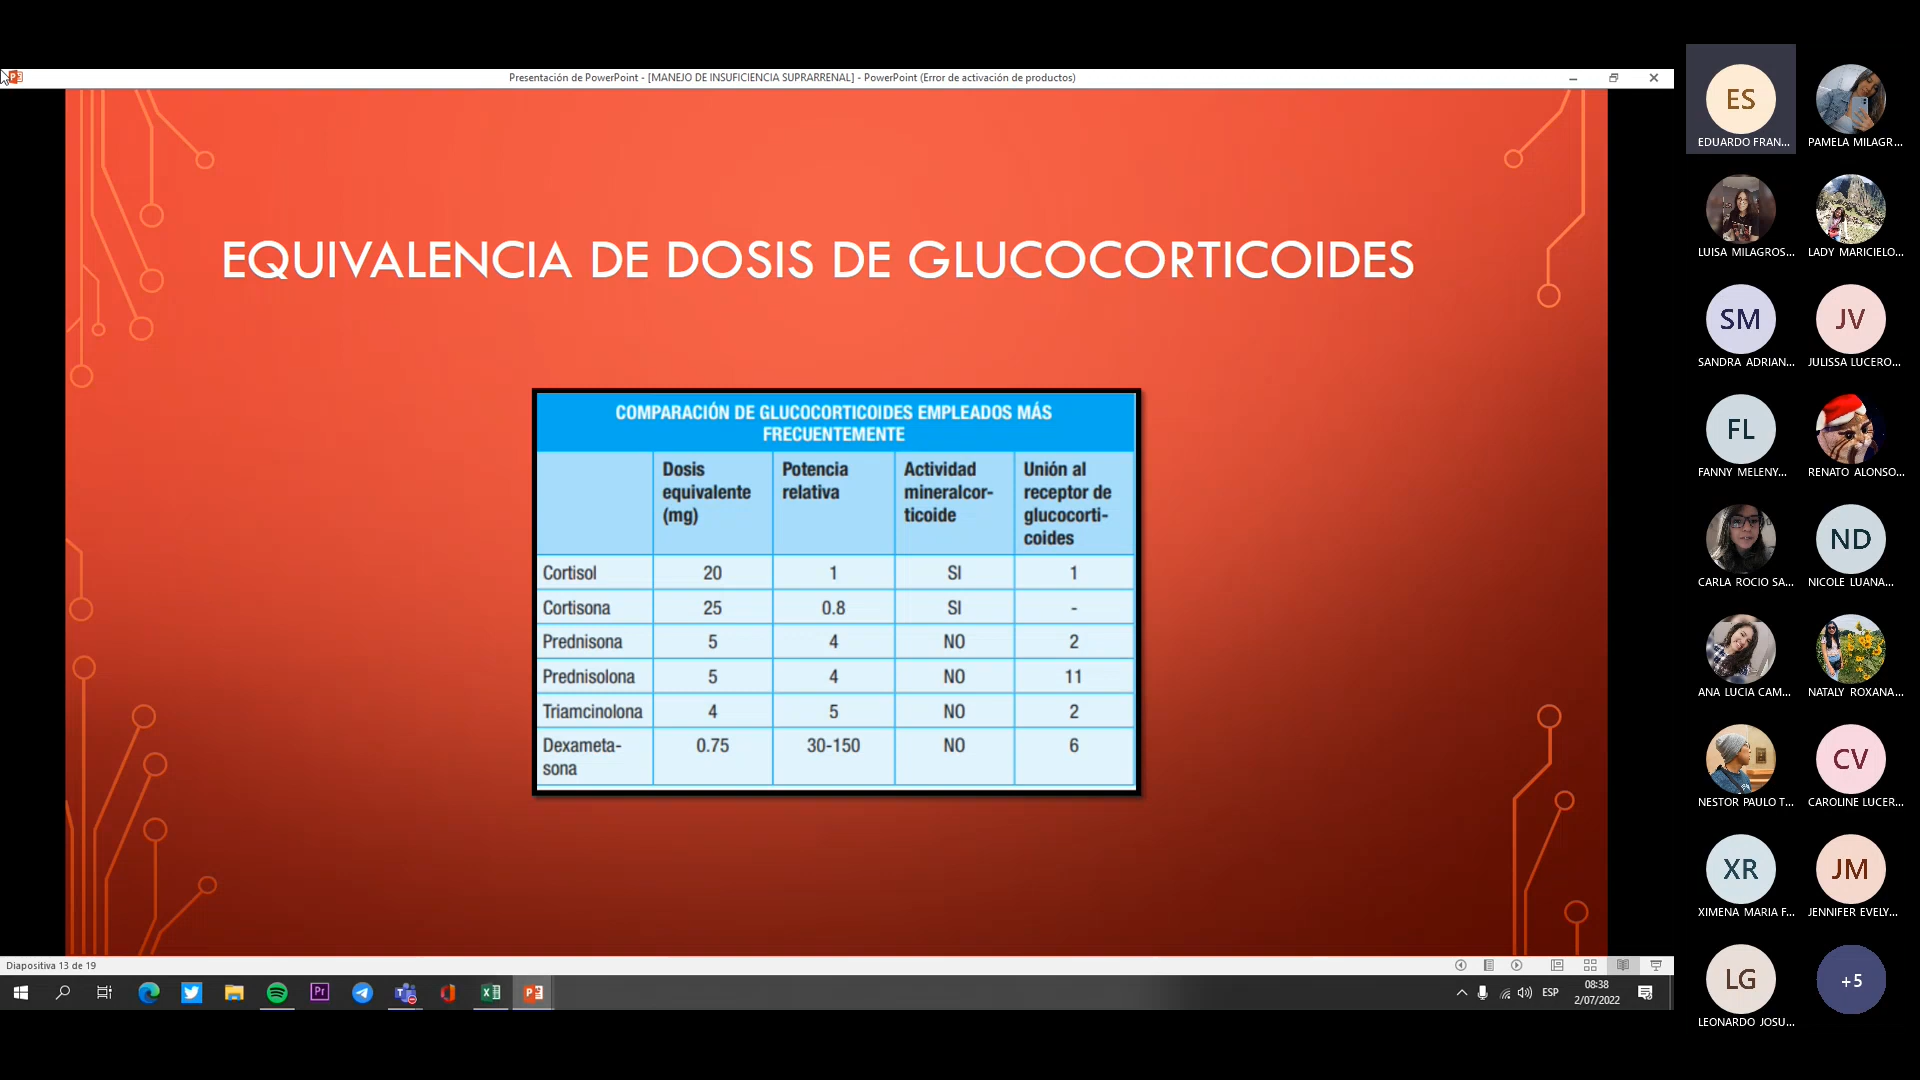 Presentación de PowerPoint - [MANEJO DE INSUFICIENCIA SUPRARRENAL] - PowerPoint (Error de activación de productos)
EQUIVALENCIA DE DOSIS DE GLUCOCORTICOIDES
COMPARACIÓN DE GLUCOCORTICOIDES EMPLEADOS MÁS
FRECUENTEMENTE
Dosis equivalente (mg) Potencia relativa Actividad mineralcor-ticoide Unión al receptor de glucocorti-coides
Cortisol 20 1 SI 1
Cortisona 25 0.8 SI -
Prednisona 5 4 NO 2
Prednisolona 5 4 NO 11
Triamcinolona 4 5 NO 2
Dexameta-sona 0.75 30-150 NO 6
Diapositiva 13 de 19
Pr
ESP
08:38
2/07/2022
ES
EDUARDO FRAN...
PAMELA MILAGR...
LUISA MILAGROS...
LADY MARICIELO...
SM
SANDRA ADRIAN...
JV
JULISSA LUCERO...
FL
FANNY MELENY...
RENATO ALONSO...
CARLA ROCIO SA...
ND
NICOLE LUANA...
ANA LUCIA CAM...
NATALY ROXANA...
NESTOR PAULO T...
CV
CAROLINE LUCER...
XR
XIMENA MARIA F...
JM
JENNIFER EVELY...
LG
LEONARDO JOSU...
+5